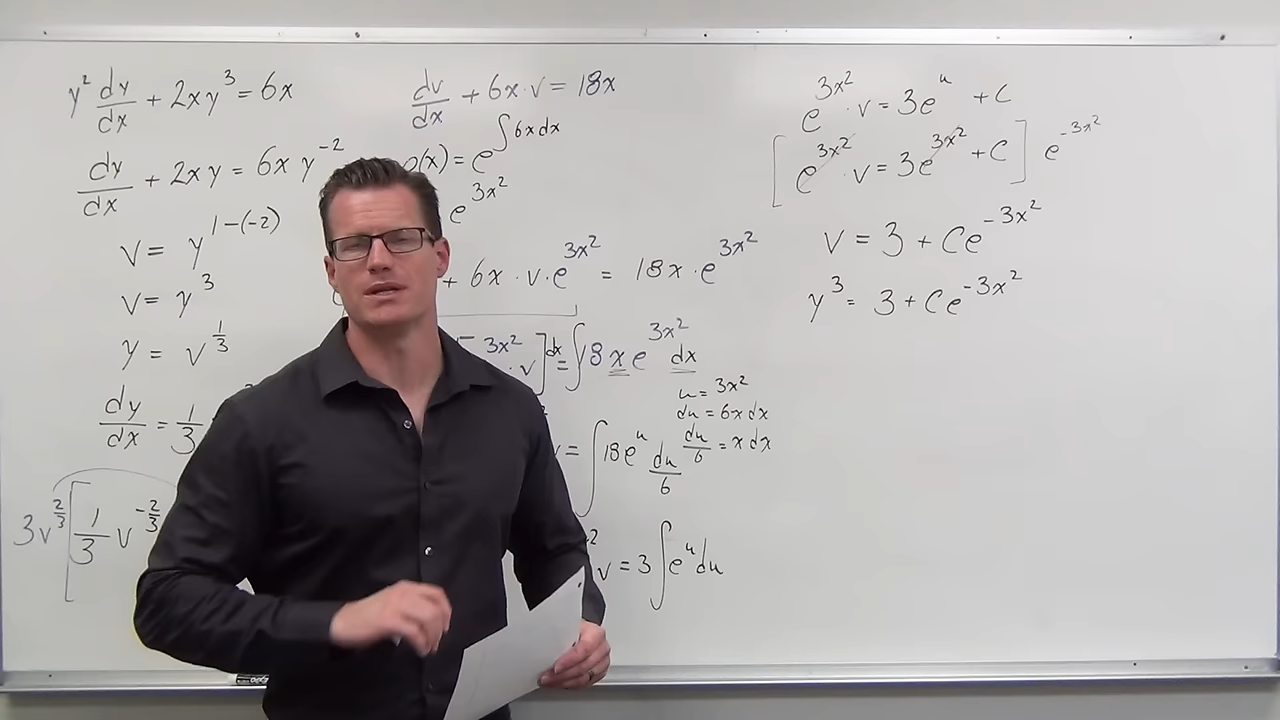 y² dy/dx + 2xy³ = 6x
dy/dx + 2xy = 6xy⁻²
v = y^(1-(-2))
v = y³
y = v^(1/3)
dy/dx = 1/3
3v^(2/3) [ 1/3 v^(-2/3)
dv/dx + 6x·v = 18x
(x) = e^(∫6xdx)
e^(3x²)
+ 6x·v·e^(3x²) = 18x·e^(3x²)
3x² · v ] dx = ∫18xe^(3x²) dx
u = 3x²
du = 6x dx
du/6 = x dx
v = ∫18e^u du/6
v = 3∫e^u du
e^(3x²)·v = 3e^u + C
[ e^(3x²)·v = 3e^(3x²) + C ] e^(-3x²)
v = 3 + Ce^(-3x²)
y³ = 3 + Ce^(-3x²)